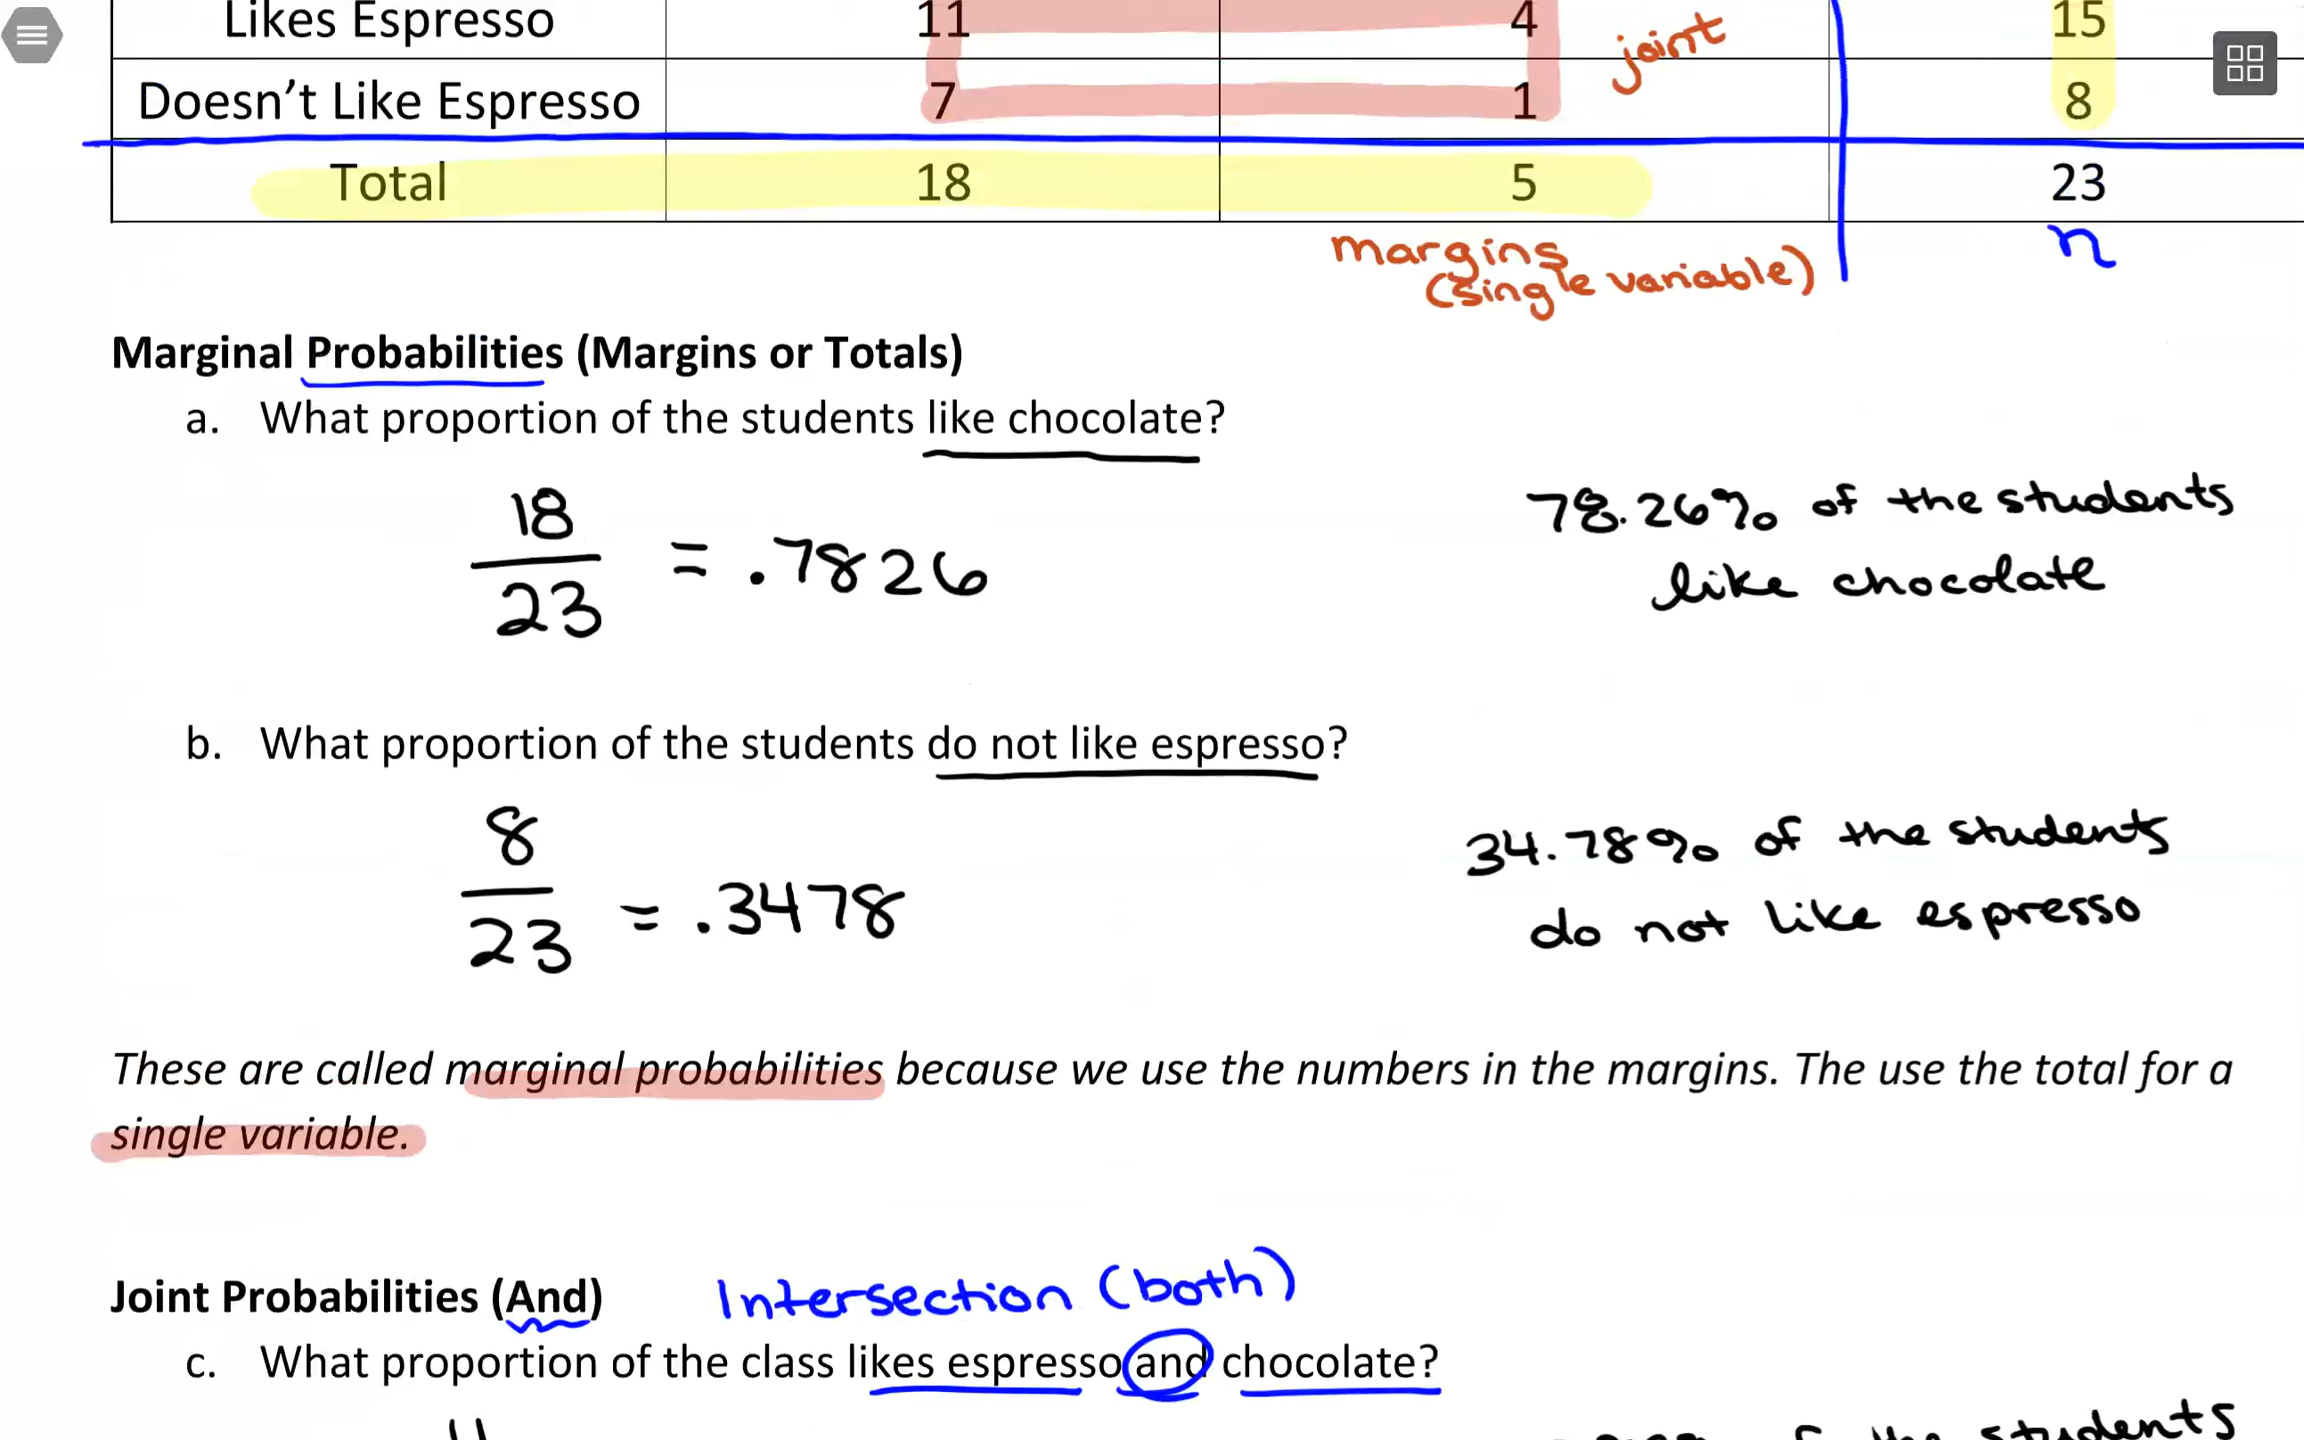 Likes Espresso 11 4 joint 15
Doesn’t Like Espresso 7 1 8
Total 18 5 23
margins n
(single variable)
Marginal Probabilities (Margins or Totals)
a. What proportion of the students like chocolate?
18
23
= .7826
78.26% of the students
like chocolate
b. What proportion of the students do not like espresso?
8
23
= .3478
34.78% of the students
do not like espresso
These are called marginal probabilities because we use the numbers in the margins. The use the total for a
single variable.
Joint Probabilities (And) Intersection (both)
c. What proportion of the class likes espresso and chocolate?
the students